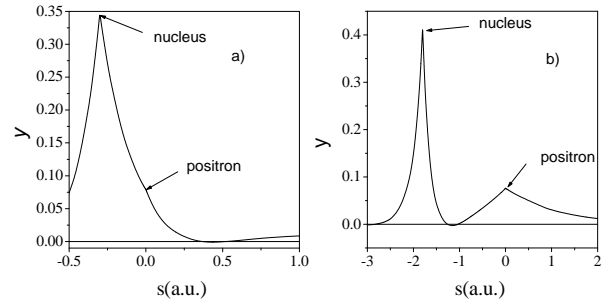 0.35
0.30
0.25
0.20
0.15
0.10
0.05
0.00
y
nucleus
a)
positron
-0.5 0.0 0.5 1.0
s(a.u.)
0.4
0.3
0.2
0.1
0.0
y
nucleus
b)
positron
-3 -2 -1 0 1 2
s(a.u.)